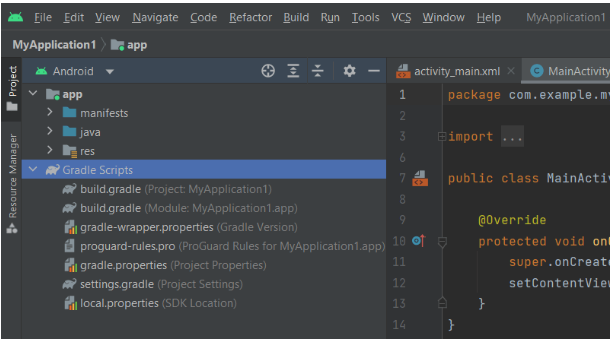 File Edit View Navigate Code Refactor Build Run Tools VCS Window Help MyApplication1
MyApplication1 app
Project
Resource Manager
Android
app
manifests
java
res
Gradle Scripts
build.gradle (Project: MyApplication1)
build.gradle (Module: MyApplication1.app)
gradle-wrapper.properties (Gradle Version)
proguard-rules.pro (ProGuard Rules for MyApplication1.app)
gradle.properties (Project Properties)
settings.gradle (Project Settings)
local.properties (SDK Location)
activity_main.xml MainActivity
1 package com.example.my
2
3 import ...
6
7 public class MainActiv
8
9 @Override
10 protected void onC
11 super.onCreate
12 setContentView
13 }
14 }